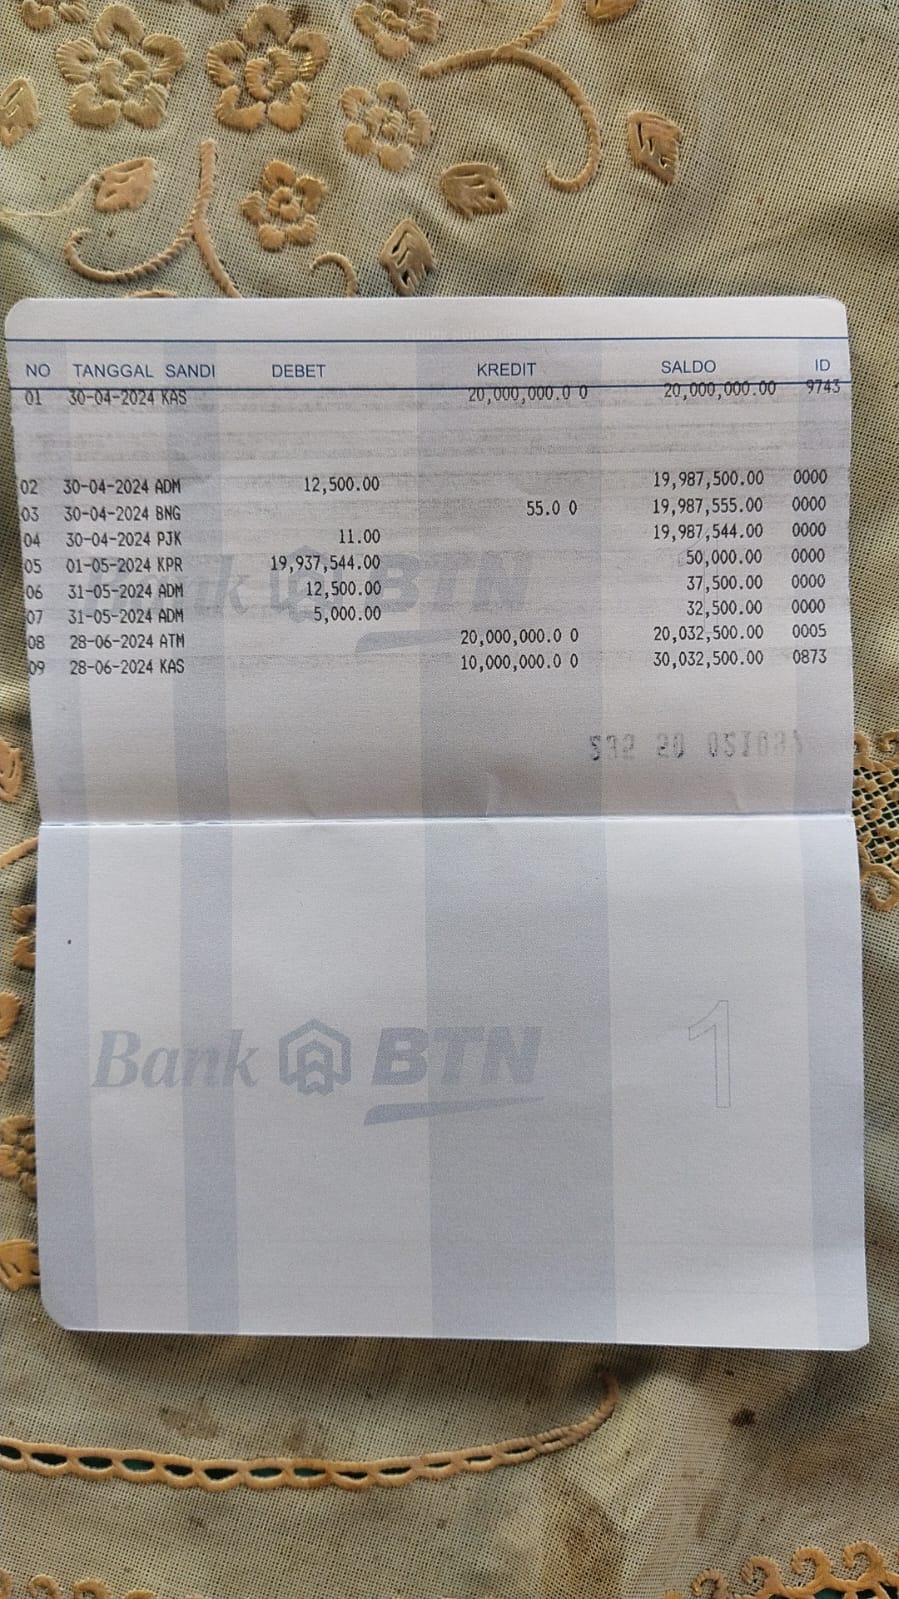 NO TANGGAL SANDI DEBET KREDIT SALDO ID
01 30-04-2024 KAS 20,000,000.0 0 20,000,000.00 9743
02 30-04-2024 ADM 12,500.00 19,987,500.00 0000
03 30-04-2024 BNG 55.0 0 19,987,555.00 0000
04 30-04-2024 PJK 11.00 19,987,544.00 0000
05 01-05-2024 KPR 19,937,544.00 50,000.00 0000
06 31-05-2024 ADM 12,500.00 37,500.00 0000
07 31-05-2024 ADM 5,000.00 32,500.00 0000
08 28-06-2024 ATM 20,000,000.0 0 20,032,500.00 0005
09 28-06-2024 KAS 10,000,000.0 0 30,032,500.00 0873
Bank BTN
Bank BTN
1